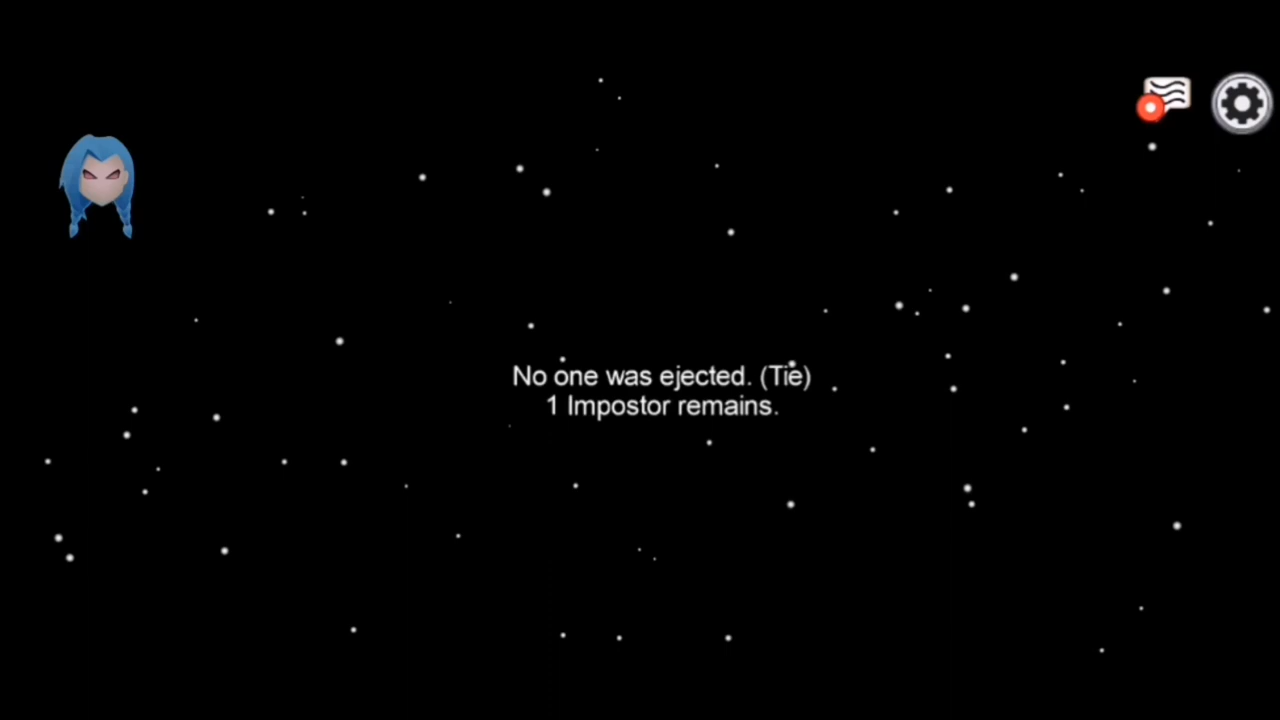 No one was ejected. (Tie)
1 Impostor remains.